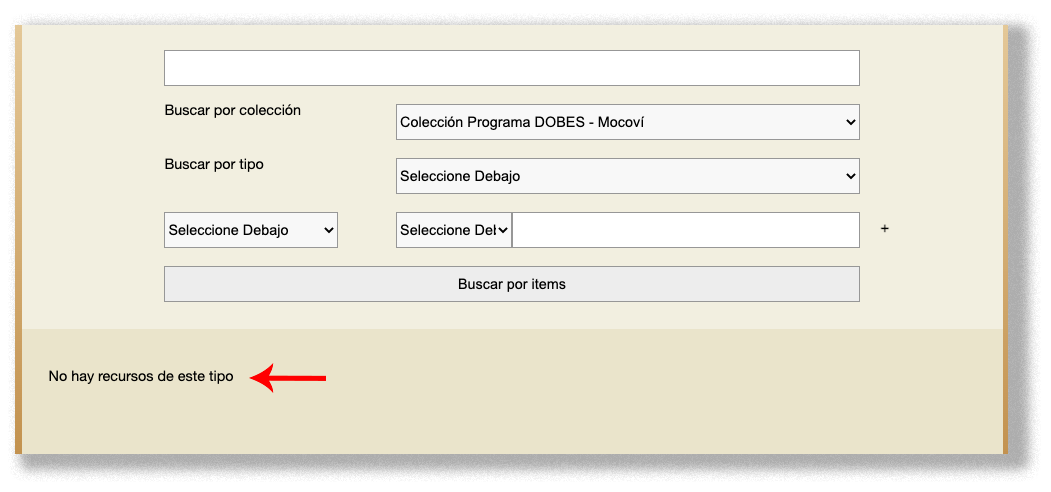 Buscar por colección
Colección Programa DOBES - Mocoví
Buscar por tipo
Seleccione Debajo
Seleccione Debajo
Seleccione Del
+
Buscar por items
No hay recursos de este tipo